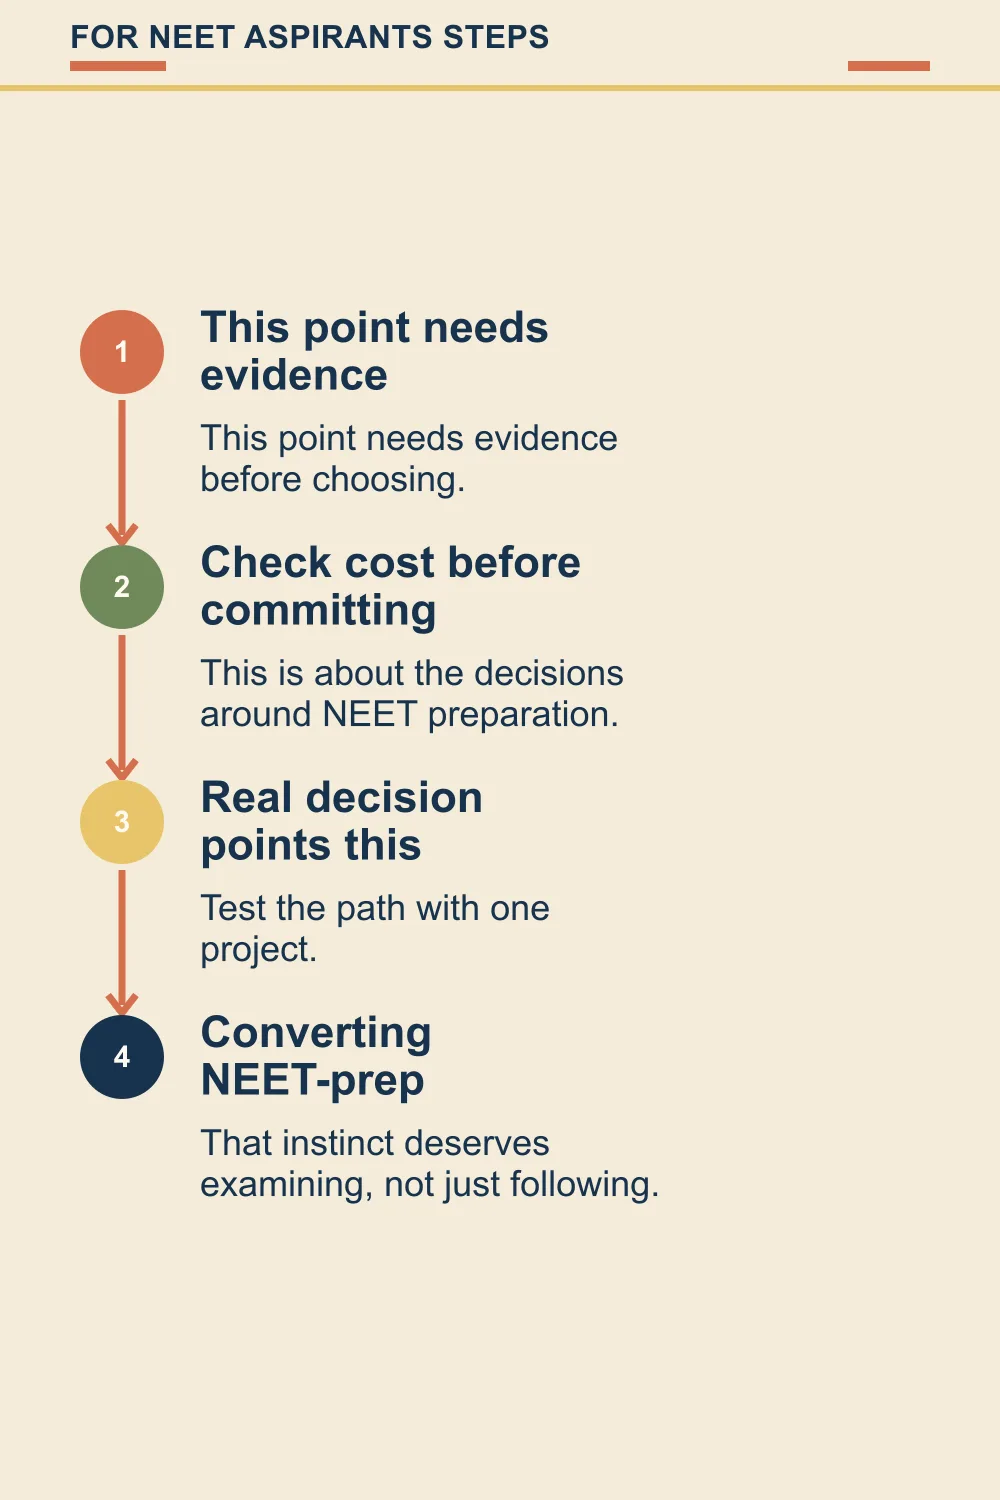 FOR NEET ASPIRANTS STEPS
1
This point needs
evidence
This point needs evidence
before choosing.
2
Check cost before
committing
This is about the decisions
around NEET preparation.
3
Real decision
points this
Test the path with one
project.
4
Converting
NEET-prep
That instinct deserves
examining, not just following.